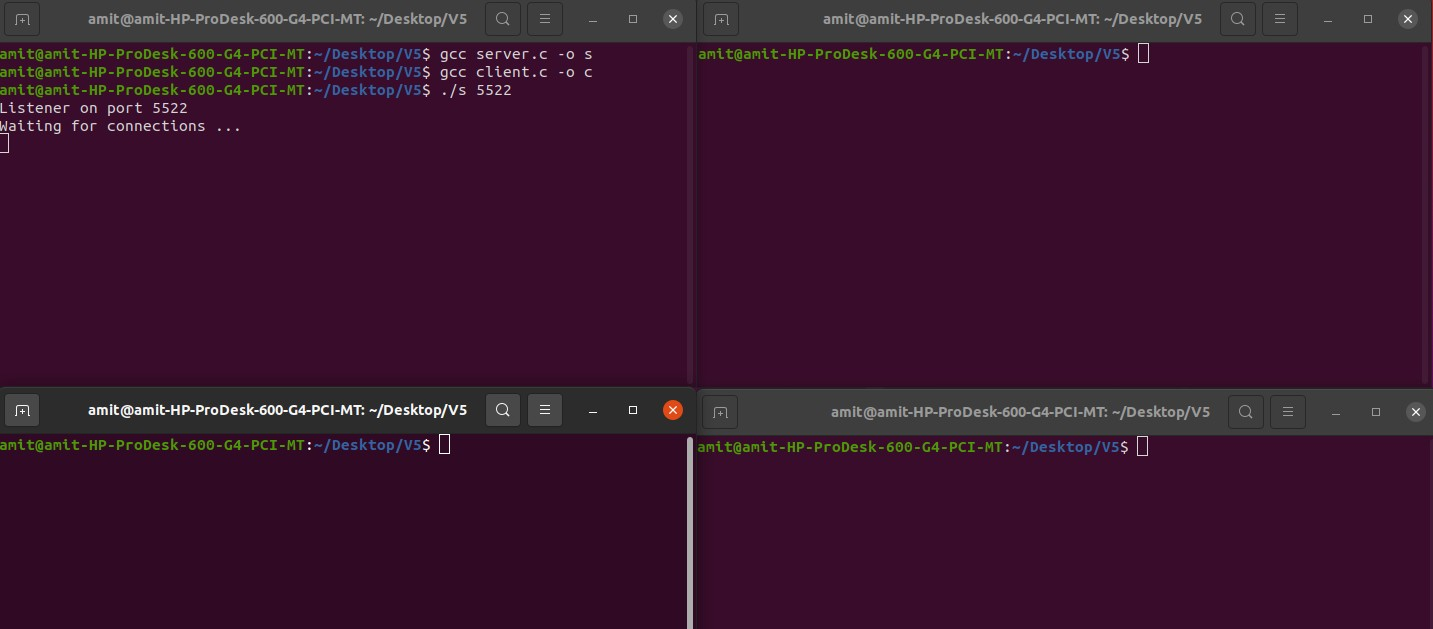 amit@amit-HP-ProDesk-600-G4-PCI-MT: ~/Desktop/V5
amit@amit-HP-ProDesk-600-G4-PCI-MT:~/Desktop/V5$ gcc server.c -o s
amit@amit-HP-ProDesk-600-G4-PCI-MT:~/Desktop/V5$ gcc client.c -o c
amit@amit-HP-ProDesk-600-G4-PCI-MT:~/Desktop/V5$ ./s 5522
Listener on port 5522
Waiting for connections ...
amit@amit-HP-ProDesk-600-G4-PCI-MT: ~/Desktop/V5
amit@amit-HP-ProDesk-600-G4-PCI-MT:~/Desktop/V5$
amit@amit-HP-ProDesk-600-G4-PCI-MT: ~/Desktop/V5
amit@amit-HP-ProDesk-600-G4-PCI-MT:~/Desktop/V5$
amit@amit-HP-ProDesk-600-G4-PCI-MT: ~/Desktop/V5
amit@amit-HP-ProDesk-600-G4-PCI-MT:~/Desktop/V5$